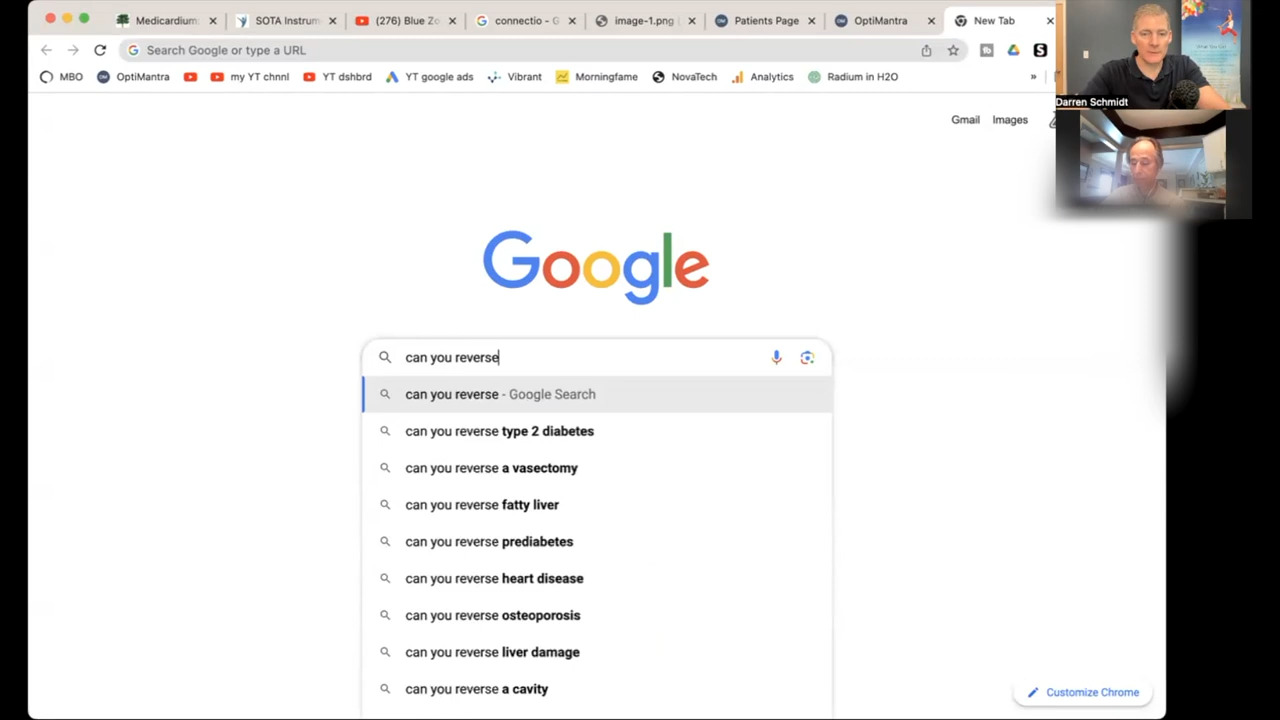 Medicardium
SOTA Instrum
(276) Blue Zo
connectio - G
image-1.png
Patients Page
OptiMantra
New Tab
Search Google or type a URL
MBO
OptiMantra
my YT chnnl
YT dshbrd
YT google ads
Vibrant
Morningfame
NovaTech
Analytics
Radium in H2O
»
Darren Schmidt
Gmail
Images
Google
can you reverse
can you reverse - Google Search
can you reverse type 2 diabetes
can you reverse a vasectomy
can you reverse fatty liver
can you reverse prediabetes
can you reverse heart disease
can you reverse osteoporosis
can you reverse liver damage
can you reverse a cavity
Customize Chrome